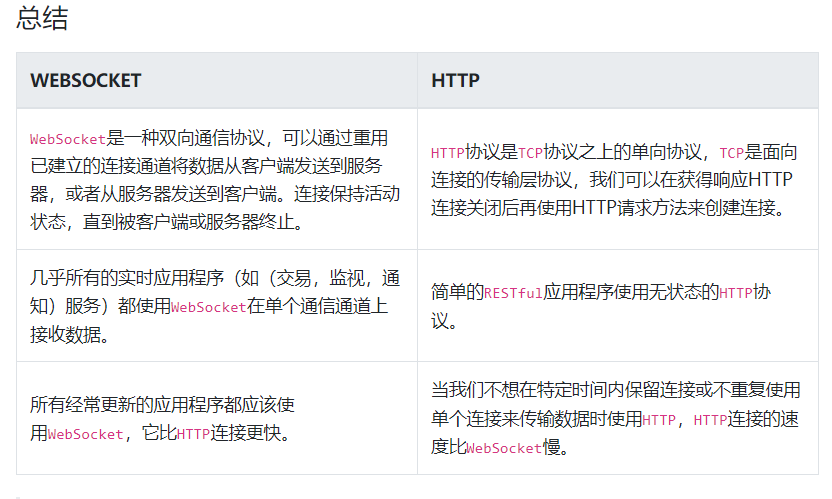 总结
WEBSOCKET
HTTP
WebSocket是一种双向通信协议，可以通过重用
已建立的连接通道将数据从客户端发送到服务
器，或者从服务器发送到客户端。连接保持活动
状态，直到被客户端或服务器终止。
HTTP协议是TCP协议之上的单向协议，TCP是面向
连接的传输层协议，我们可以在获得响应HTTP
连接关闭后再使用HTTP请求方法来创建连接。
几乎所有的实时应用程序（如（交易，监视，通
知）服务）都使用WebSocket在单个通信通道上
接收数据。
简单的RESTful应用程序使用无状态的HTTP协
议。
所有经常更新的应用程序都应该使
用WebSocket，它比HTTP连接更快。
当我们不想在特定时间内保留连接或不重复使用
单个连接来传输数据时使用HTTP，HTTP连接的速
度比WebSocket慢。